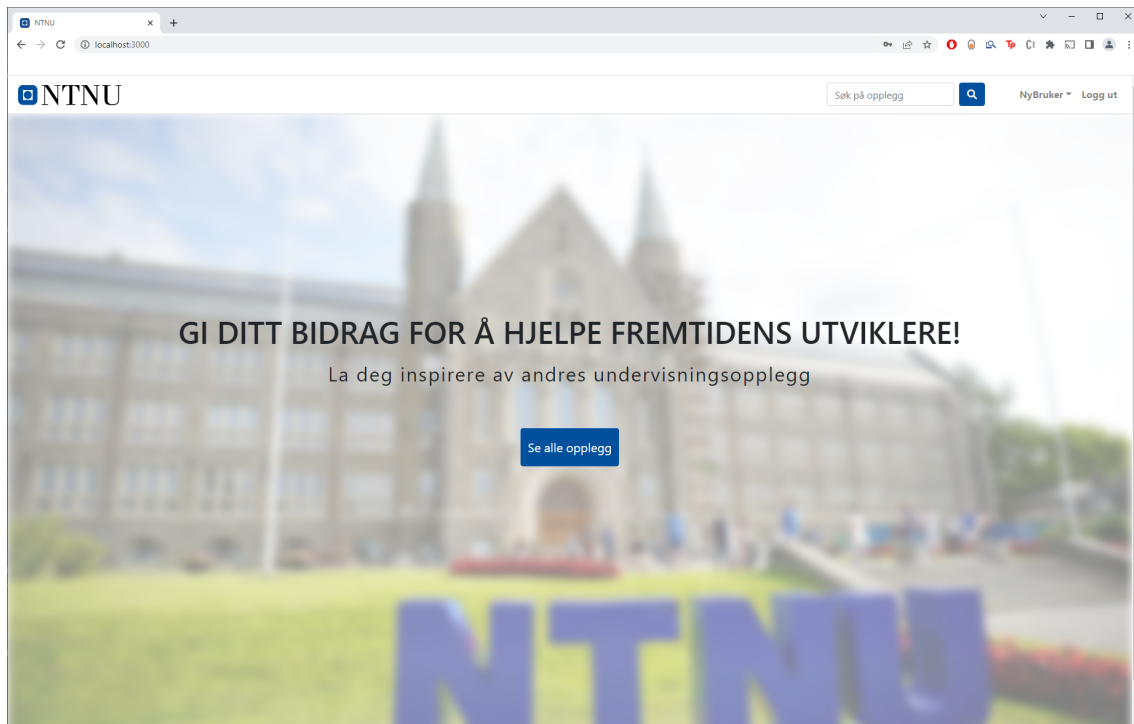 NTNU
localhost:3000
NTNU
Søk på opplegg
NyBruker
Logg ut
GI DITT BIDRAG FOR Å HJELPE FREMTIDENS UTVIKLERE!
La deg inspirere av andres undervisningsopplegg
Se alle opplegg
NTNU